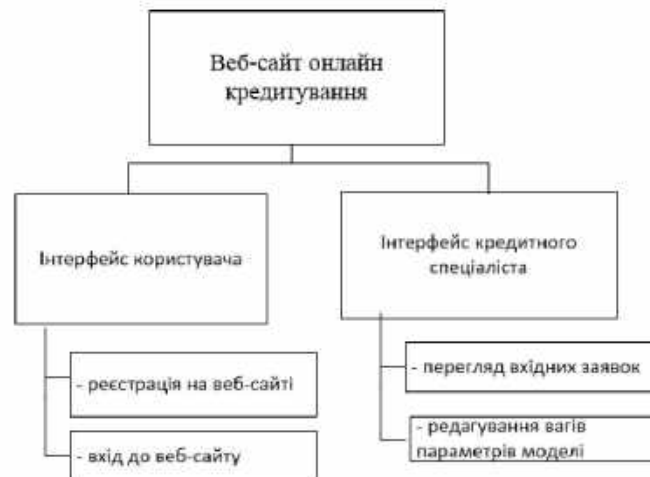 Веб-сайт онлайн
кредитування
Інтерфейс користувача
Інтерфейс кредитного
спеціаліста
- реєстрація на веб-сайті
- вхід до веб-сайту
- перегляд вхідних заявок
- редагування вагів
параметрів моделі